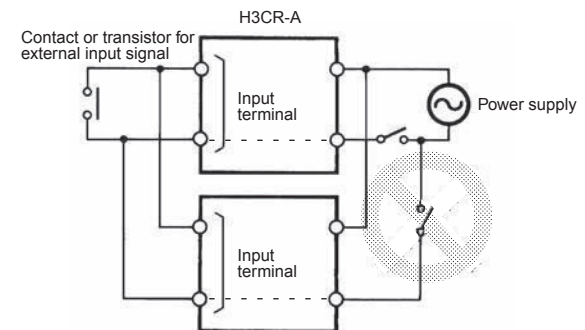 H3CR-A
Contact or transistor for
external input signal
Input
terminal
Power supply
Input
terminal